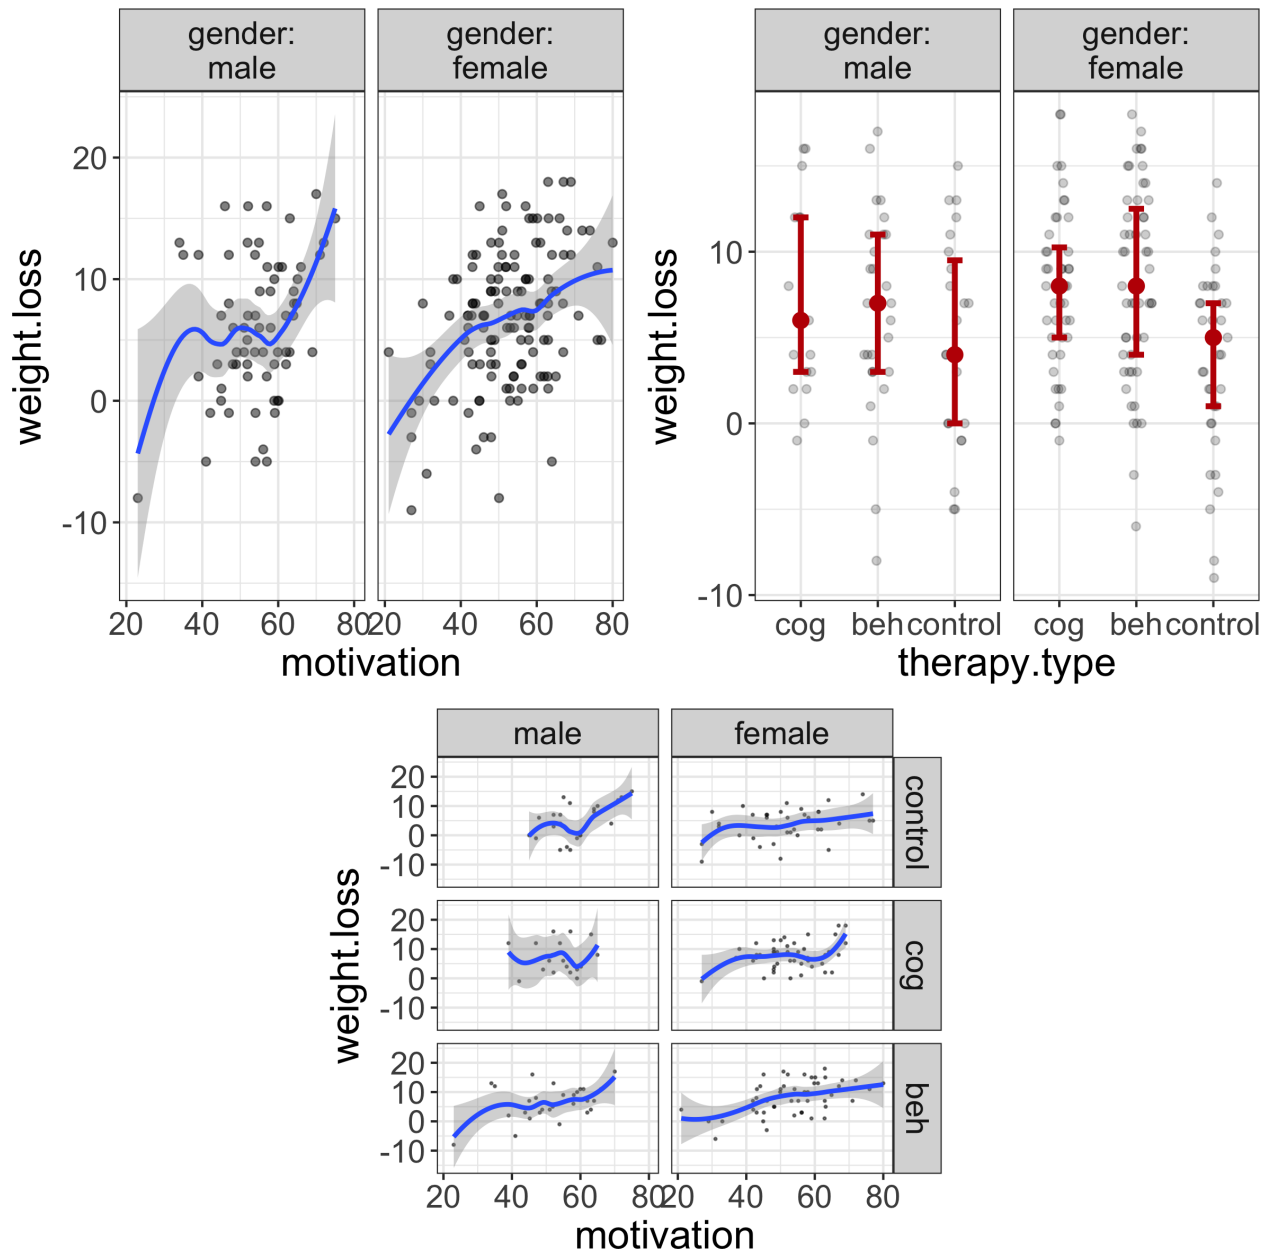 gender:
male
gender:
female
weight.loss
20
10
0
-10
20 40 60 80 20 40 60 80
motivation
gender:
male
gender:
female
weight.loss
10
0
-10
cog beh control cog beh control
therapy.type
male female
weight.loss
20
10
0
-10
control
20
10
0
-10
cog
20
10
0
-10
beh
20 40 60 80 20 40 60 80
motivation